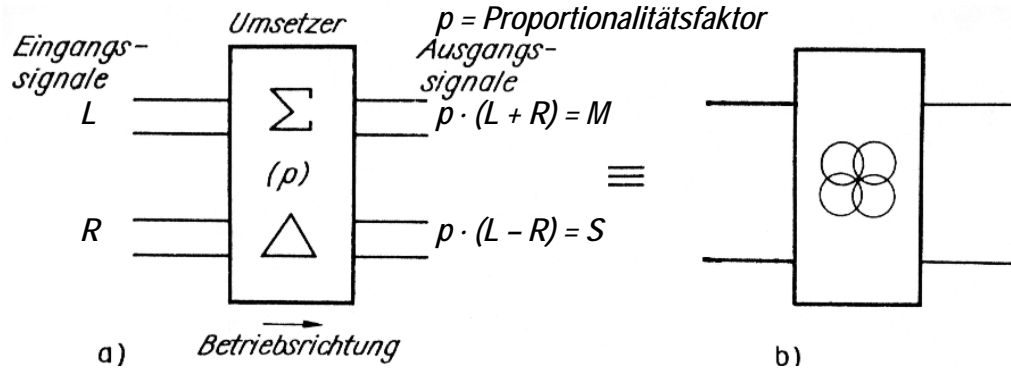 p = Proportionalitätsfaktor
Umsetzer
Eingangs-
signale
Ausgangs-
signale
L
Σ
p · (L + R) = M
(p)
≡
R
△
p · (L – R) = S
→
Betriebsrichtung
a)
b)